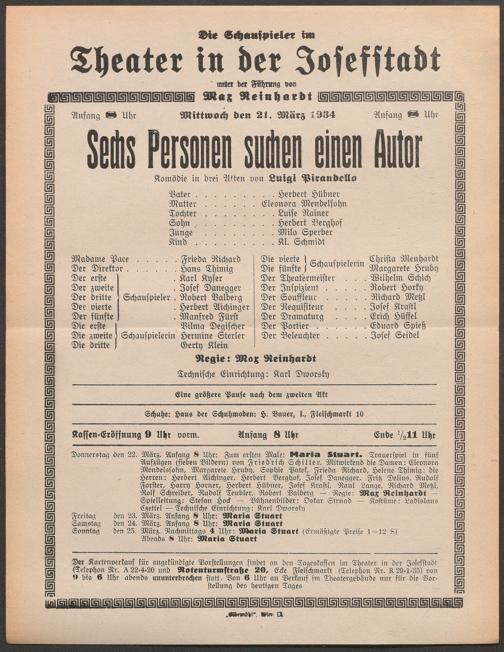 Die Schauspieler im
Theater in der Josefstadt
unter der Führung von
Max Reinhardt
Anfang 8 Uhr Mittwoch den 21. März 1934 Anfang 8 Uhr
Sechs Personen suchen einen Autor
Komödie in drei Akten von Luigi Pirandello
Vater . . . . . . . . . Herbert Hübner
Mutter . . . . . . Eleonora Mendelsohn
Tochter . . . . . . . . Luise Rainer
Sohn . . . . . . . . . Herbert Berghof
Junge . . . . . . . . . Milo Sperber
Kind . . . . . . . . . Kl. Schmidt
Madame Pace . . . . . . Frieda Richard
Der Direktor . . . . . . Hans Thimig
Der erste Karl Kyser
Der zweite Josef Danegger
Der dritte Schauspieler . Robert Valberg
Der vierte Herbert Aichinger
Der fünfte Manfred Fürst
Die erste Vilma Degischer
Die zweite Schauspielerin Hermine Sterler
Die dritte Gerty Klein
Die vierte Schauspielerin Christa Menhardt
Die fünfte Margarete Hruby
Der Theatermeister . . Wilhelm Schich
Der Inspizient . . . . . Robert Horky
Der Souffleur . . . . . Richard Metzl
Der Requisiteur . . . . Josef Krastl
Der Dramaturg . . . . Erich Hüffel
Der Portier . . . . . . Eduard Spieß
Der Beleuchter . . . . . Josef Seidel
Regie: Max Reinhardt
Technische Einrichtung: Karl Dworsky
Eine größere Pause nach dem zweiten Akt
Schuhe: Haus der Schuhmoden: H. Bauer, I., Fleischmarkt 10
Kassen-Eröffnung 9 Uhr vorm. Anfang 8 Uhr Ende ½11 Uhr
Donnerstag den 22. März, Anfang 8 Uhr: Zum ersten Male: Maria Stuart. Trauerspiel in fünf
Aufzügen (sieben Bildern) von Friedrich Schiller. Mitwirkend die Damen: Eleonora
Mendelsohn, Margarete Hruby, Sophie Patek, Frieda Richard, Helene Thimig; die
Herren: Herbert Aichinger, Herbert Berghof, Josef Danegger, Fritz Delius, Rudolf
Forster, Harry Horner, Herbert Hübner, Josef Krastl, Paul Lange, Richard Metzl,
Rolf Schreiber, Rudolf Treubler, Robert Valberg — Regie: Max Reinhardt —
Spielleitung: Stefan Hock — Bühnenbilder: Oskar Strnad — Kostüme: Ladislaus
Czettel — Technische Einrichtung: Karl Dworsky
Freitag den 23. März, Anfang 8 Uhr: Maria Stuart
Samstag den 24. März, Anfang 8 Uhr: Maria Stuart
Sonntag den 25. März, Nachmittags 4 Uhr: Maria Stuart (Ermäßigte Preise 1—12 S)
Abends 8 Uhr: Maria Stuart
Der Kartenverkauf für angekündigte Vorstellungen findet an den Tageskassen im Theater in der Josefstadt
(Telephon Nr. A 22-4-20 und Rotenturmstraße 20, Ecke Fleischmarkt (Telephon Nr. R 29-1-55) von
9 bis 6 Uhr abends ununterbrochen statt. Von 6 Uhr an Verkauf im Theatergebäude nur für die Vor-
stellung des heutigen Tages
„Elbemühl“, Wien IX.